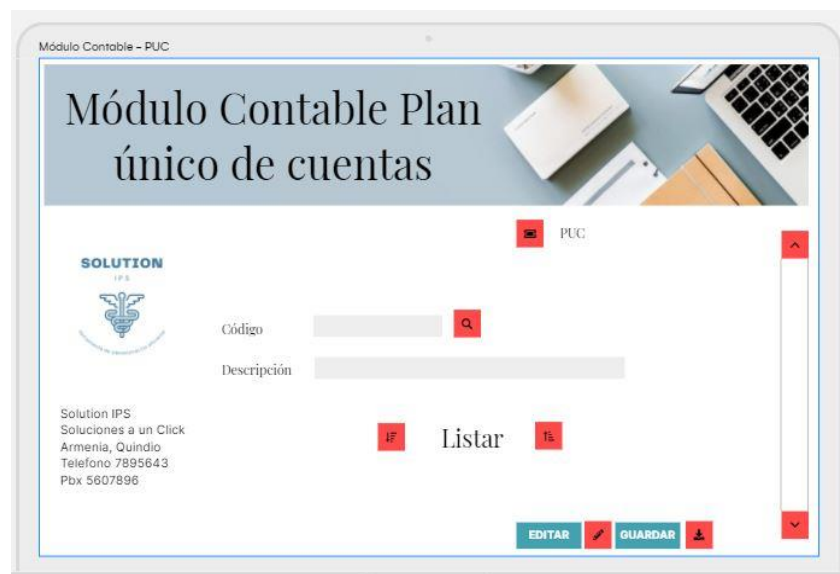 Módulo Contable – PUC
Módulo Contable Plan
único de cuentas
PUC
SOLUTION
IPS
Código
Descripción
Solution IPS
Soluciones a un Click
Armenia, Quindio
Telefono 7895643
Pbx 5607896
Listar
EDITAR
GUARDAR